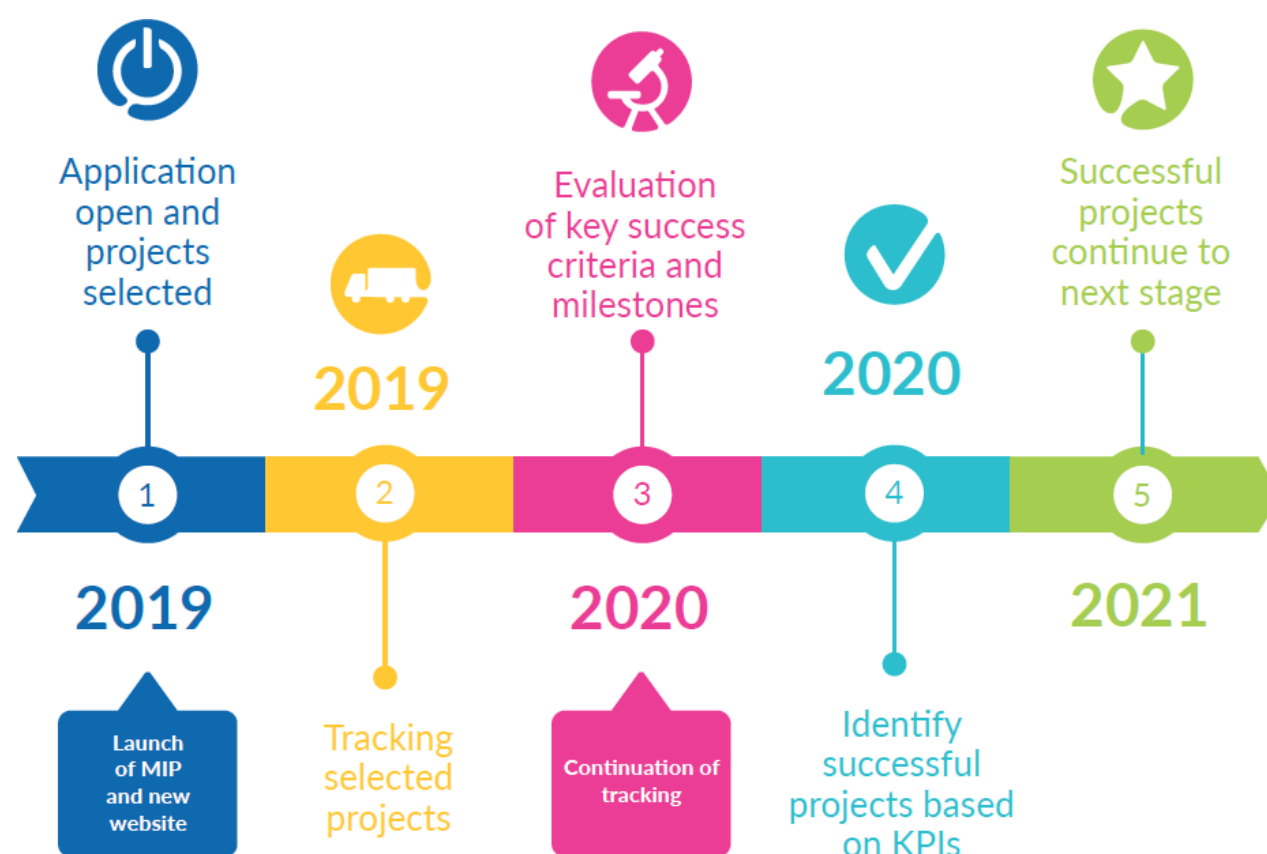 Application
open and
projects
selected
1
2019
Launch
of MIP
and new
website
2019
2
Tracking
selected
projects
Evaluation
of key success
criteria and
milestones
3
2020
Continuation of
tracking
2020
4
Identify
successful
projects based
on KPIs
Successful
projects
continue to
next stage
5
2021